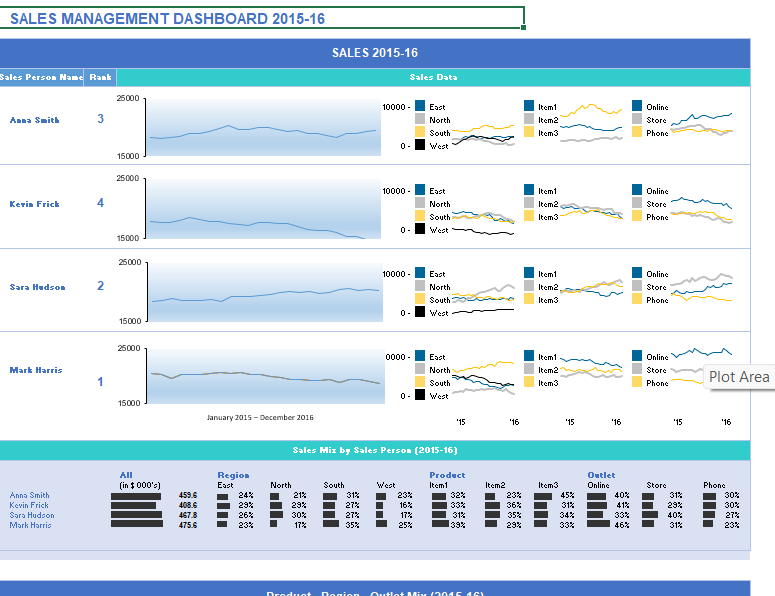 SALES MANAGEMENT DASHBOARD 2015-16
SALES 2015-16
Sales Person Name Rank Sales Data
Anna Smith 3 25000 15000 10000 - 0 - East North South West Item1 Item2 Item3 Online Store Phone
Kevin Frick 4 25000 15000 10000 - 0 - East North South West Item1 Item2 Item3 Online Store Phone
Sara Hudson 2 25000 15000 10000 - 0 - East North South West Item1 Item2 Item3 Online Store Phone
Mark Harris 1 25000 15000 0000 - 0 - East North South West Item1 Item2 Item3 Online Store Phone
Plot Area
January 2015 – December 2016 '15 '16 '15 '16 '15 '16
Sales Mix by Sales Person (2015-16)
All Region Product Outlet
(in $ 000's) East North South West Item1 Item2 Item3 Online Store Phone
Anna Smith 459.6 24% 21% 31% 23% 32% 23% 45% 40% 31% 30%
Kevin Frick 408.6 29% 29% 27% 16% 33% 36% 31% 41% 29% 30%
Sara Hudson 467.8 26% 30% 27% 17% 31% 35% 34% 33% 40% 27%
Mark Harris 475.6 23% 17% 35% 25% 39% 29% 33% 46% 31% 23%
Product - Region - Outlet Mix (2015-16)